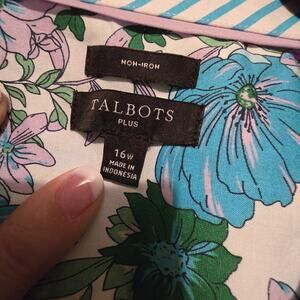 NON-IRON
TALBOTS
PLUS
16W
MADE IN
INDONESIA